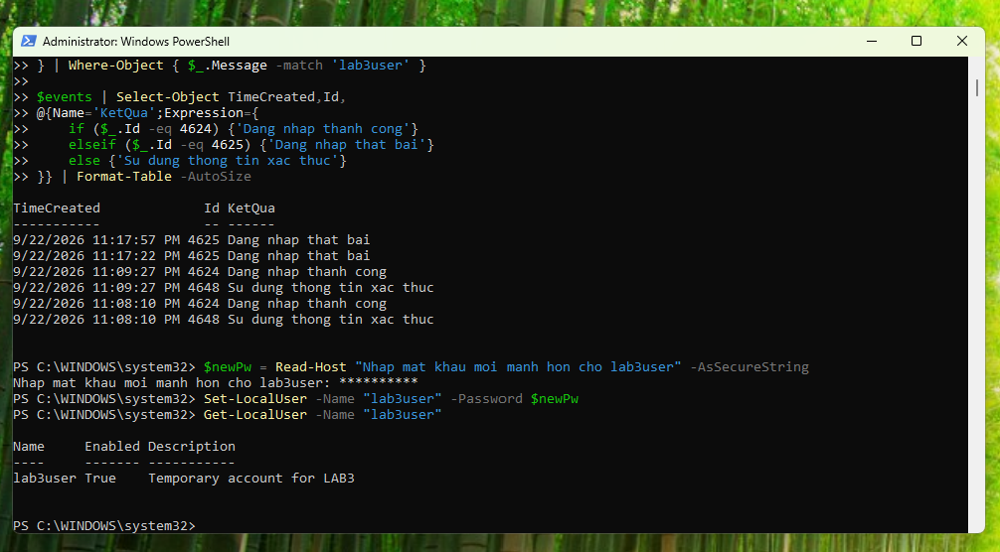 Administrator: Windows PowerShell
>> } | Where-Object { $_.Message -match 'lab3user' }
>>
>> $events | Select-Object TimeCreated,Id,
>> @{Name='KetQua';Expression={
>>     if ($_.Id -eq 4624) {'Dang nhap thanh cong'}
>>     elseif ($_.Id -eq 4625) {'Dang nhap that bai'}
>>     else {'Su dung thong tin xac thuc'}
>> }} | Format-Table -AutoSize

TimeCreated             Id KetQua
-----------             -- ------
9/22/2026 11:17:57 PM 4625 Dang nhap that bai
9/22/2026 11:17:22 PM 4625 Dang nhap that bai
9/22/2026 11:09:27 PM 4624 Dang nhap thanh cong
9/22/2026 11:09:27 PM 4648 Su dung thong tin xac thuc
9/22/2026 11:08:10 PM 4624 Dang nhap thanh cong
9/22/2026 11:08:10 PM 4648 Su dung thong tin xac thuc

PS C:\WINDOWS\system32> $newPw = Read-Host "Nhap mat khau moi manh hon cho lab3user" -AsSecureString
Nhap mat khau moi manh hon cho lab3user: **********
PS C:\WINDOWS\system32> Set-LocalUser -Name "lab3user" -Password $newPw
PS C:\WINDOWS\system32> Get-LocalUser -Name "lab3user"

Name     Enabled Description
----     ------- -----------
lab3user True    Temporary account for LAB3

PS C:\WINDOWS\system32>